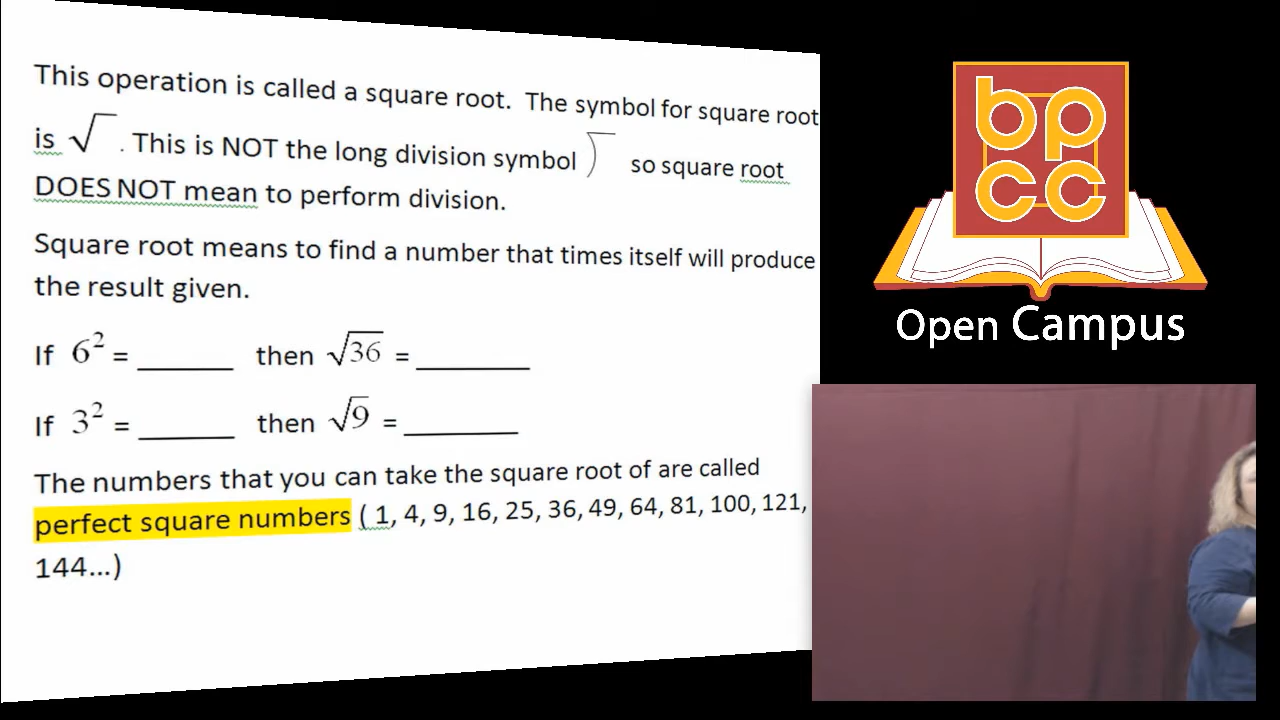 This operation is called a square root. The symbol for square root
is √ . This is NOT the long division symbol ⟌ so square root
DOES NOT mean to perform division.
Square root means to find a number that times itself will produce
the result given.
If 6² = ______ then √36 = ______
If 3² = ______ then √9 = ______
The numbers that you can take the square root of are called
perfect square numbers ( 1, 4, 9, 16, 25, 36, 49, 64, 81, 100, 121,
144...)
bp
cc
Open Campus